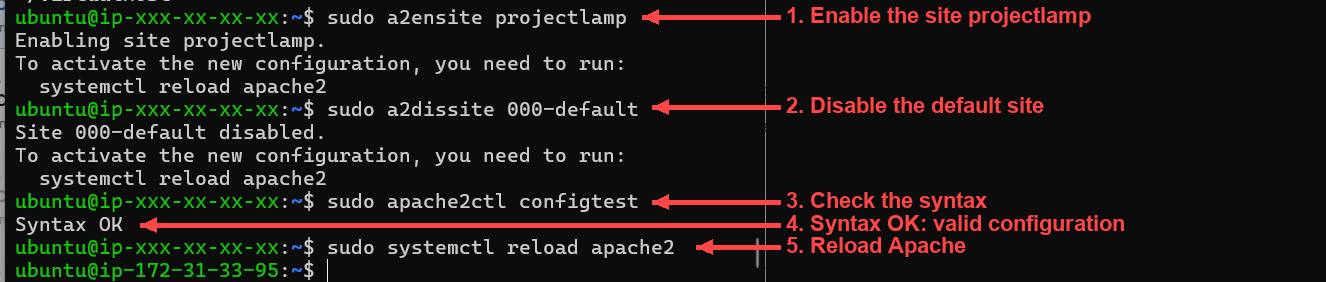 ubuntu@ip-xxx-xx-xx-xx:~$ sudo a2ensite projectlamp 1. Enable the site projectlamp
Enabling site projectlamp.
To activate the new configuration, you need to run:
  systemctl reload apache2
ubuntu@ip-xxx-xx-xx-xx:~$ sudo a2dissite 000-default 2. Disable the default site
Site 000-default disabled.
To activate the new configuration, you need to run:
  systemctl reload apache2
ubuntu@ip-xxx-xx-xx-xx:~$ sudo apache2ctl configtest 3. Check the syntax
Syntax OK 4. Syntax OK: valid configuration
ubuntu@ip-xxx-xx-xx-xx:~$ sudo systemctl reload apache2 5. Reload Apache
ubuntu@ip-172-31-33-95:~$